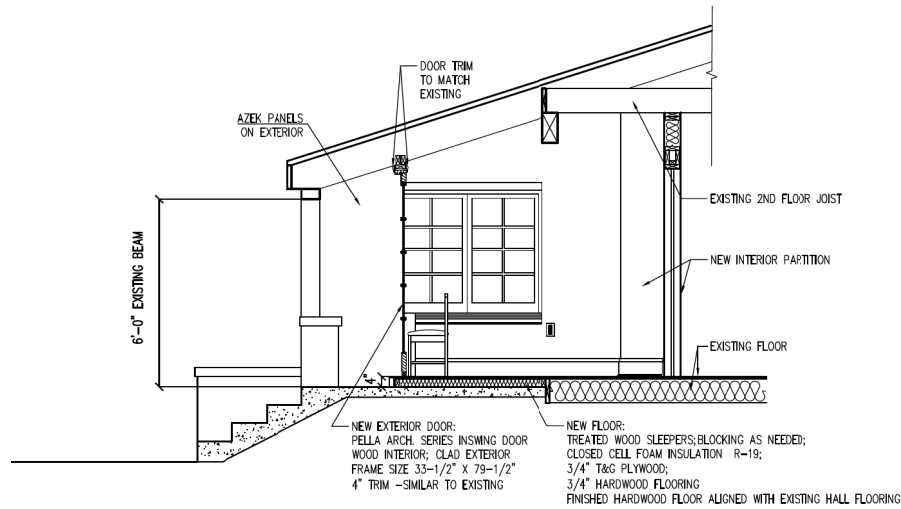 DOOR TRIM
TO MATCH
EXISTING
AZEK PANELS
ON EXTERIOR
EXISTING 2ND FLOOR JOIST
NEW INTERIOR PARTITION
6'-0" EXISTING BEAM
EXISTING FLOOR
4"
NEW EXTERIOR DOOR:
PELLA ARCH. SERIES INSWING DOOR
WOOD INTERIOR; CLAD EXTERIOR
FRAME SIZE 33-1/2" X 79-1/2"
4" TRIM -SIMILAR TO EXISTING
NEW FLOOR:
TREATED WOOD SLEEPERS;BLOCKING AS NEEDED;
CLOSED CELL FOAM INSULATION R-19;
3/4" T&G PLYWOOD;
3/4" HARDWOOD FLOORING
FINISHED HARDWOOD FLOOR ALIGNED WITH EXISTING HALL FLOORING